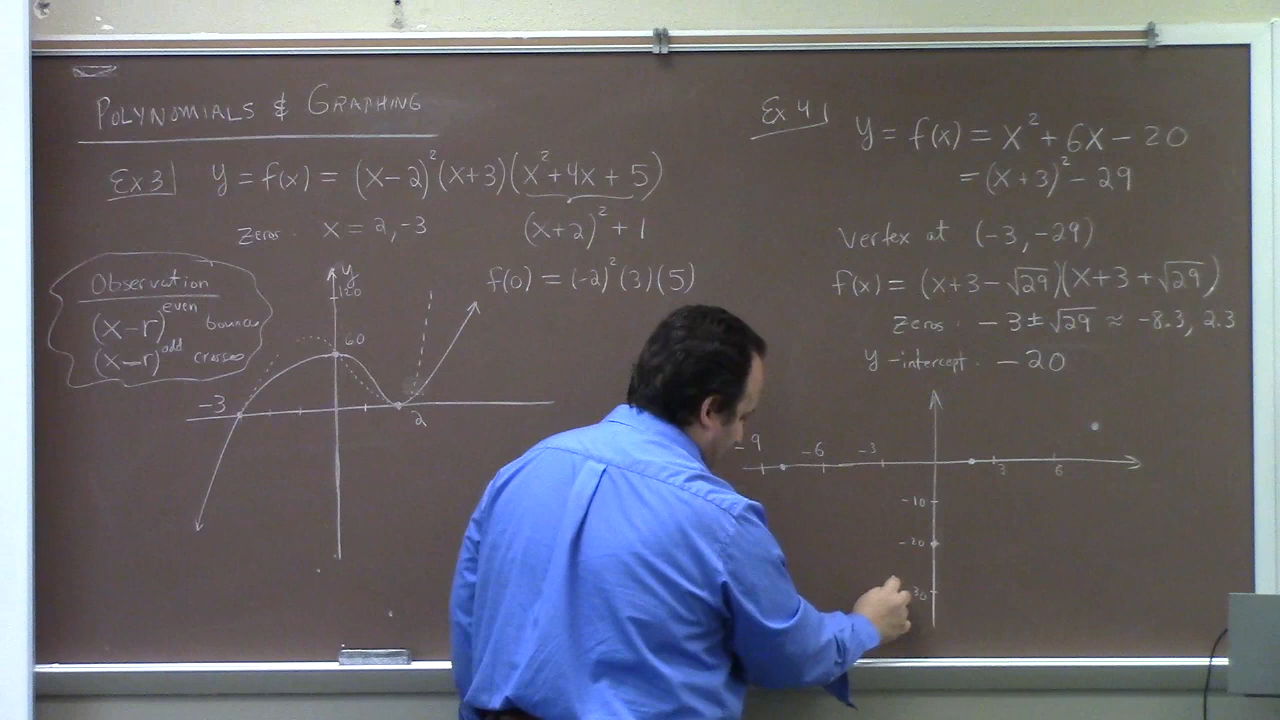 POLYNOMIALS & GRAPHING
Ex 3 y = f(x) = (x-2)²(x+3)(x²+4x+5)
Zeros: x = 2, -3
(x+2)² + 1
Observation
(x-r)^even bounces
(x-r)^odd crosses
f(0) = (-2)²(3)(5)
y
120
60
-3
2
Ex 4 y = f(x) = x² + 6x - 20
= (x+3)² - 29
Vertex at (-3, -29)
f(x) = (x+3-√29)(x+3+√29)
Zeros: -3 ± √29 ≈ -8.3, 2.3
y-intercept: -20
-9 -6 -3 3 6
-10
-20
30